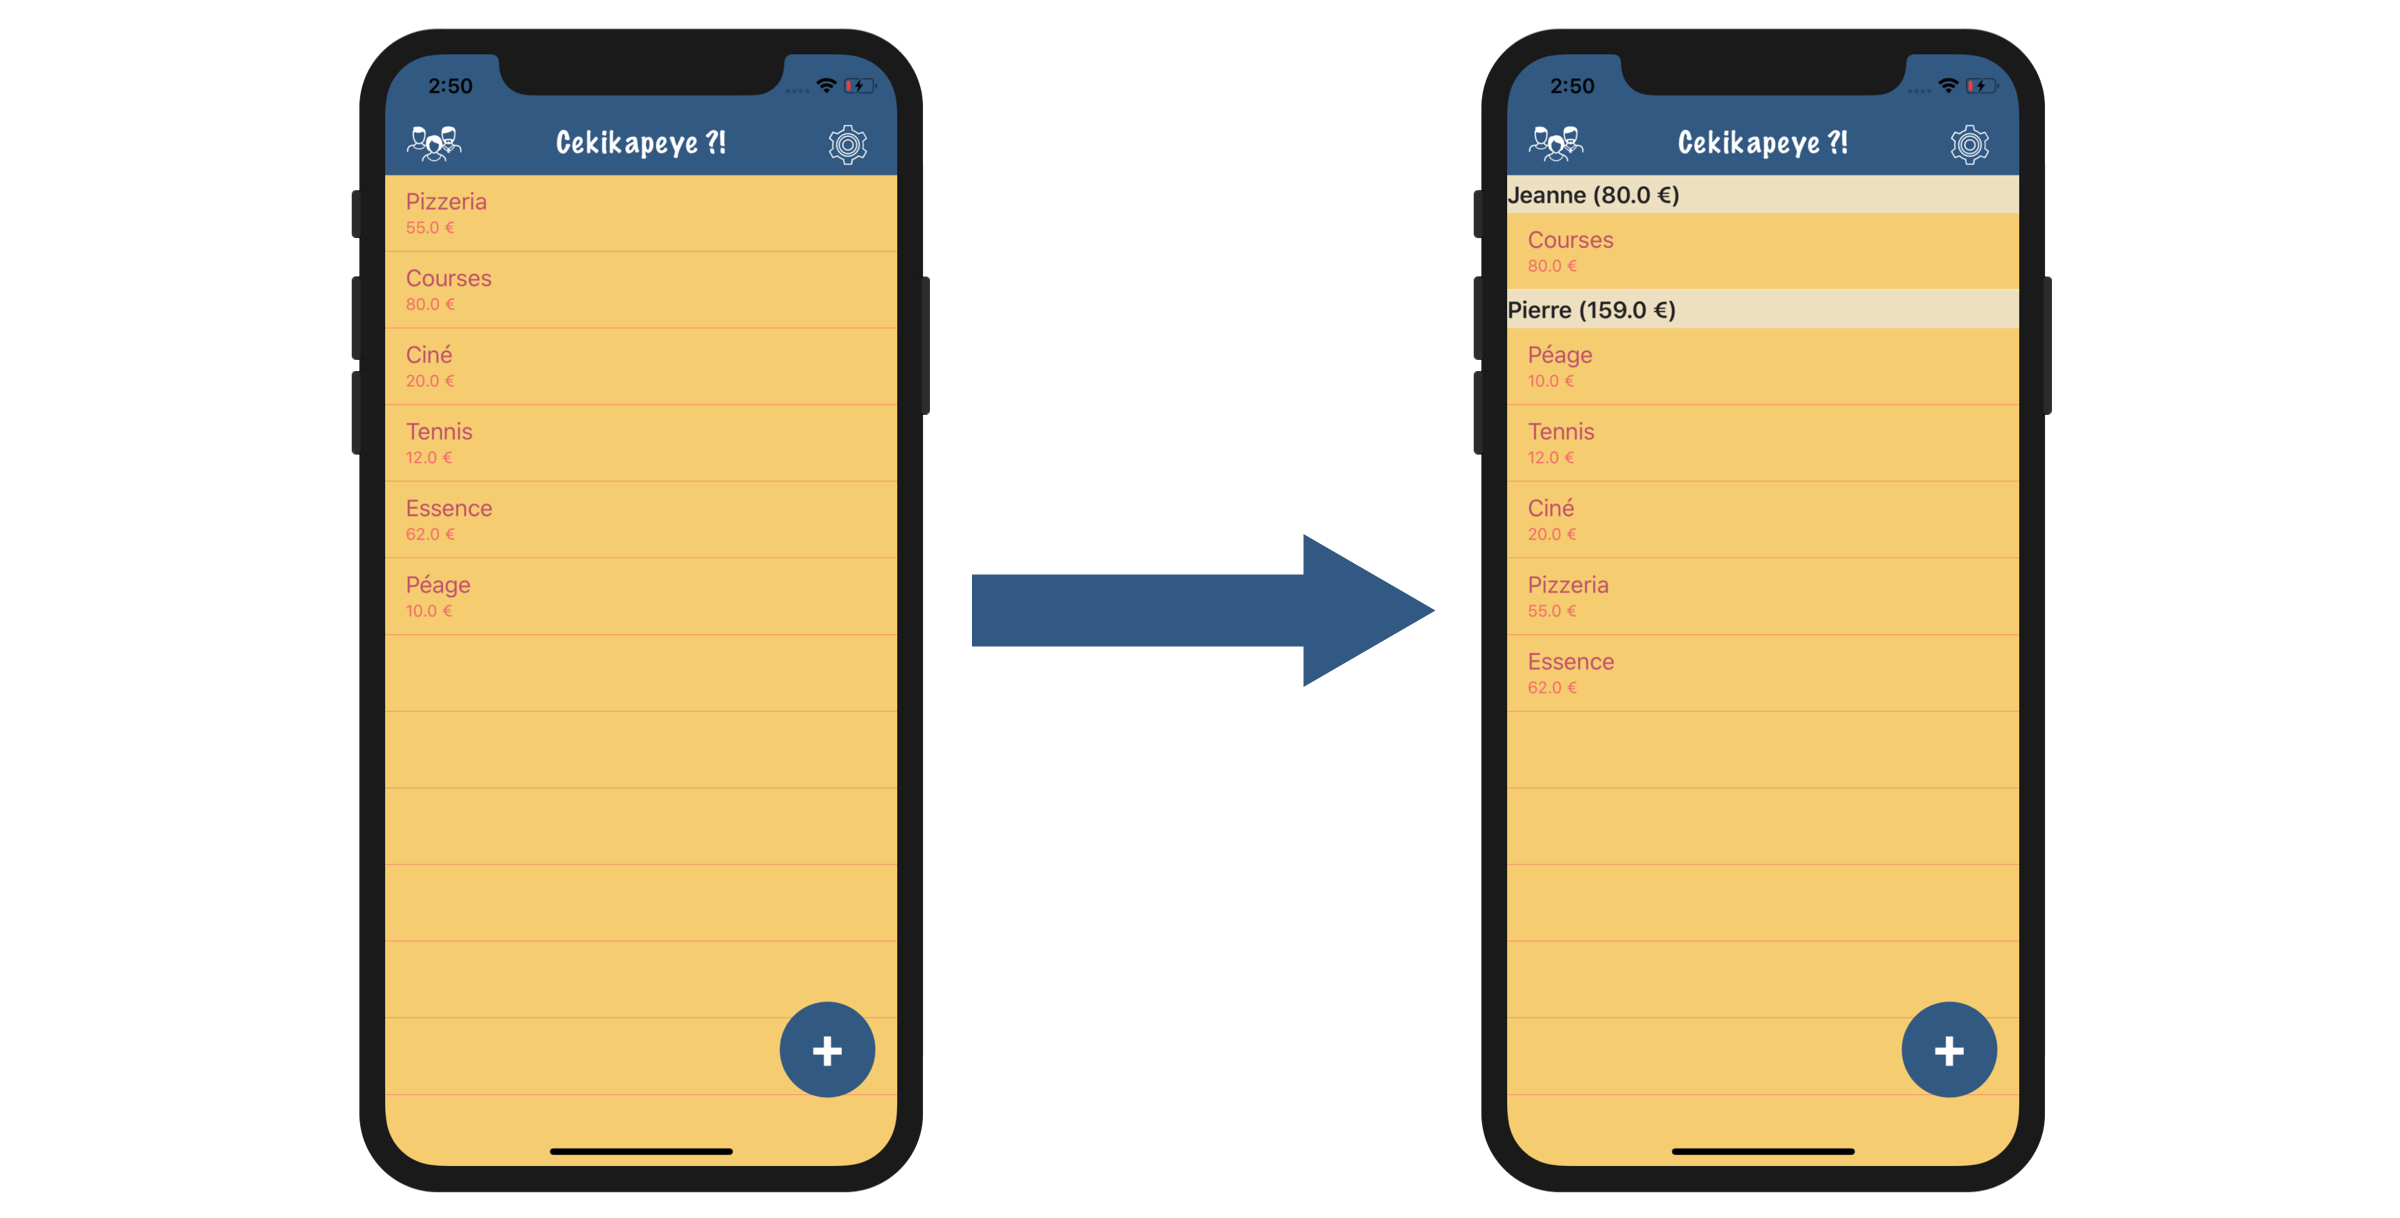 2:50
Cekikapeye ?!
Pizzeria
55.0 €
Courses
80.0 €
Ciné
20.0 €
Tennis
12.0 €
Essence
62.0 €
Péage
10.0 €
+
2:50
Cekikapeye ?!
Jeanne (80.0 €)
Courses
80.0 €
Pierre (159.0 €)
Péage
10.0 €
Tennis
12.0 €
Ciné
20.0 €
Pizzeria
55.0 €
Essence
62.0 €
+